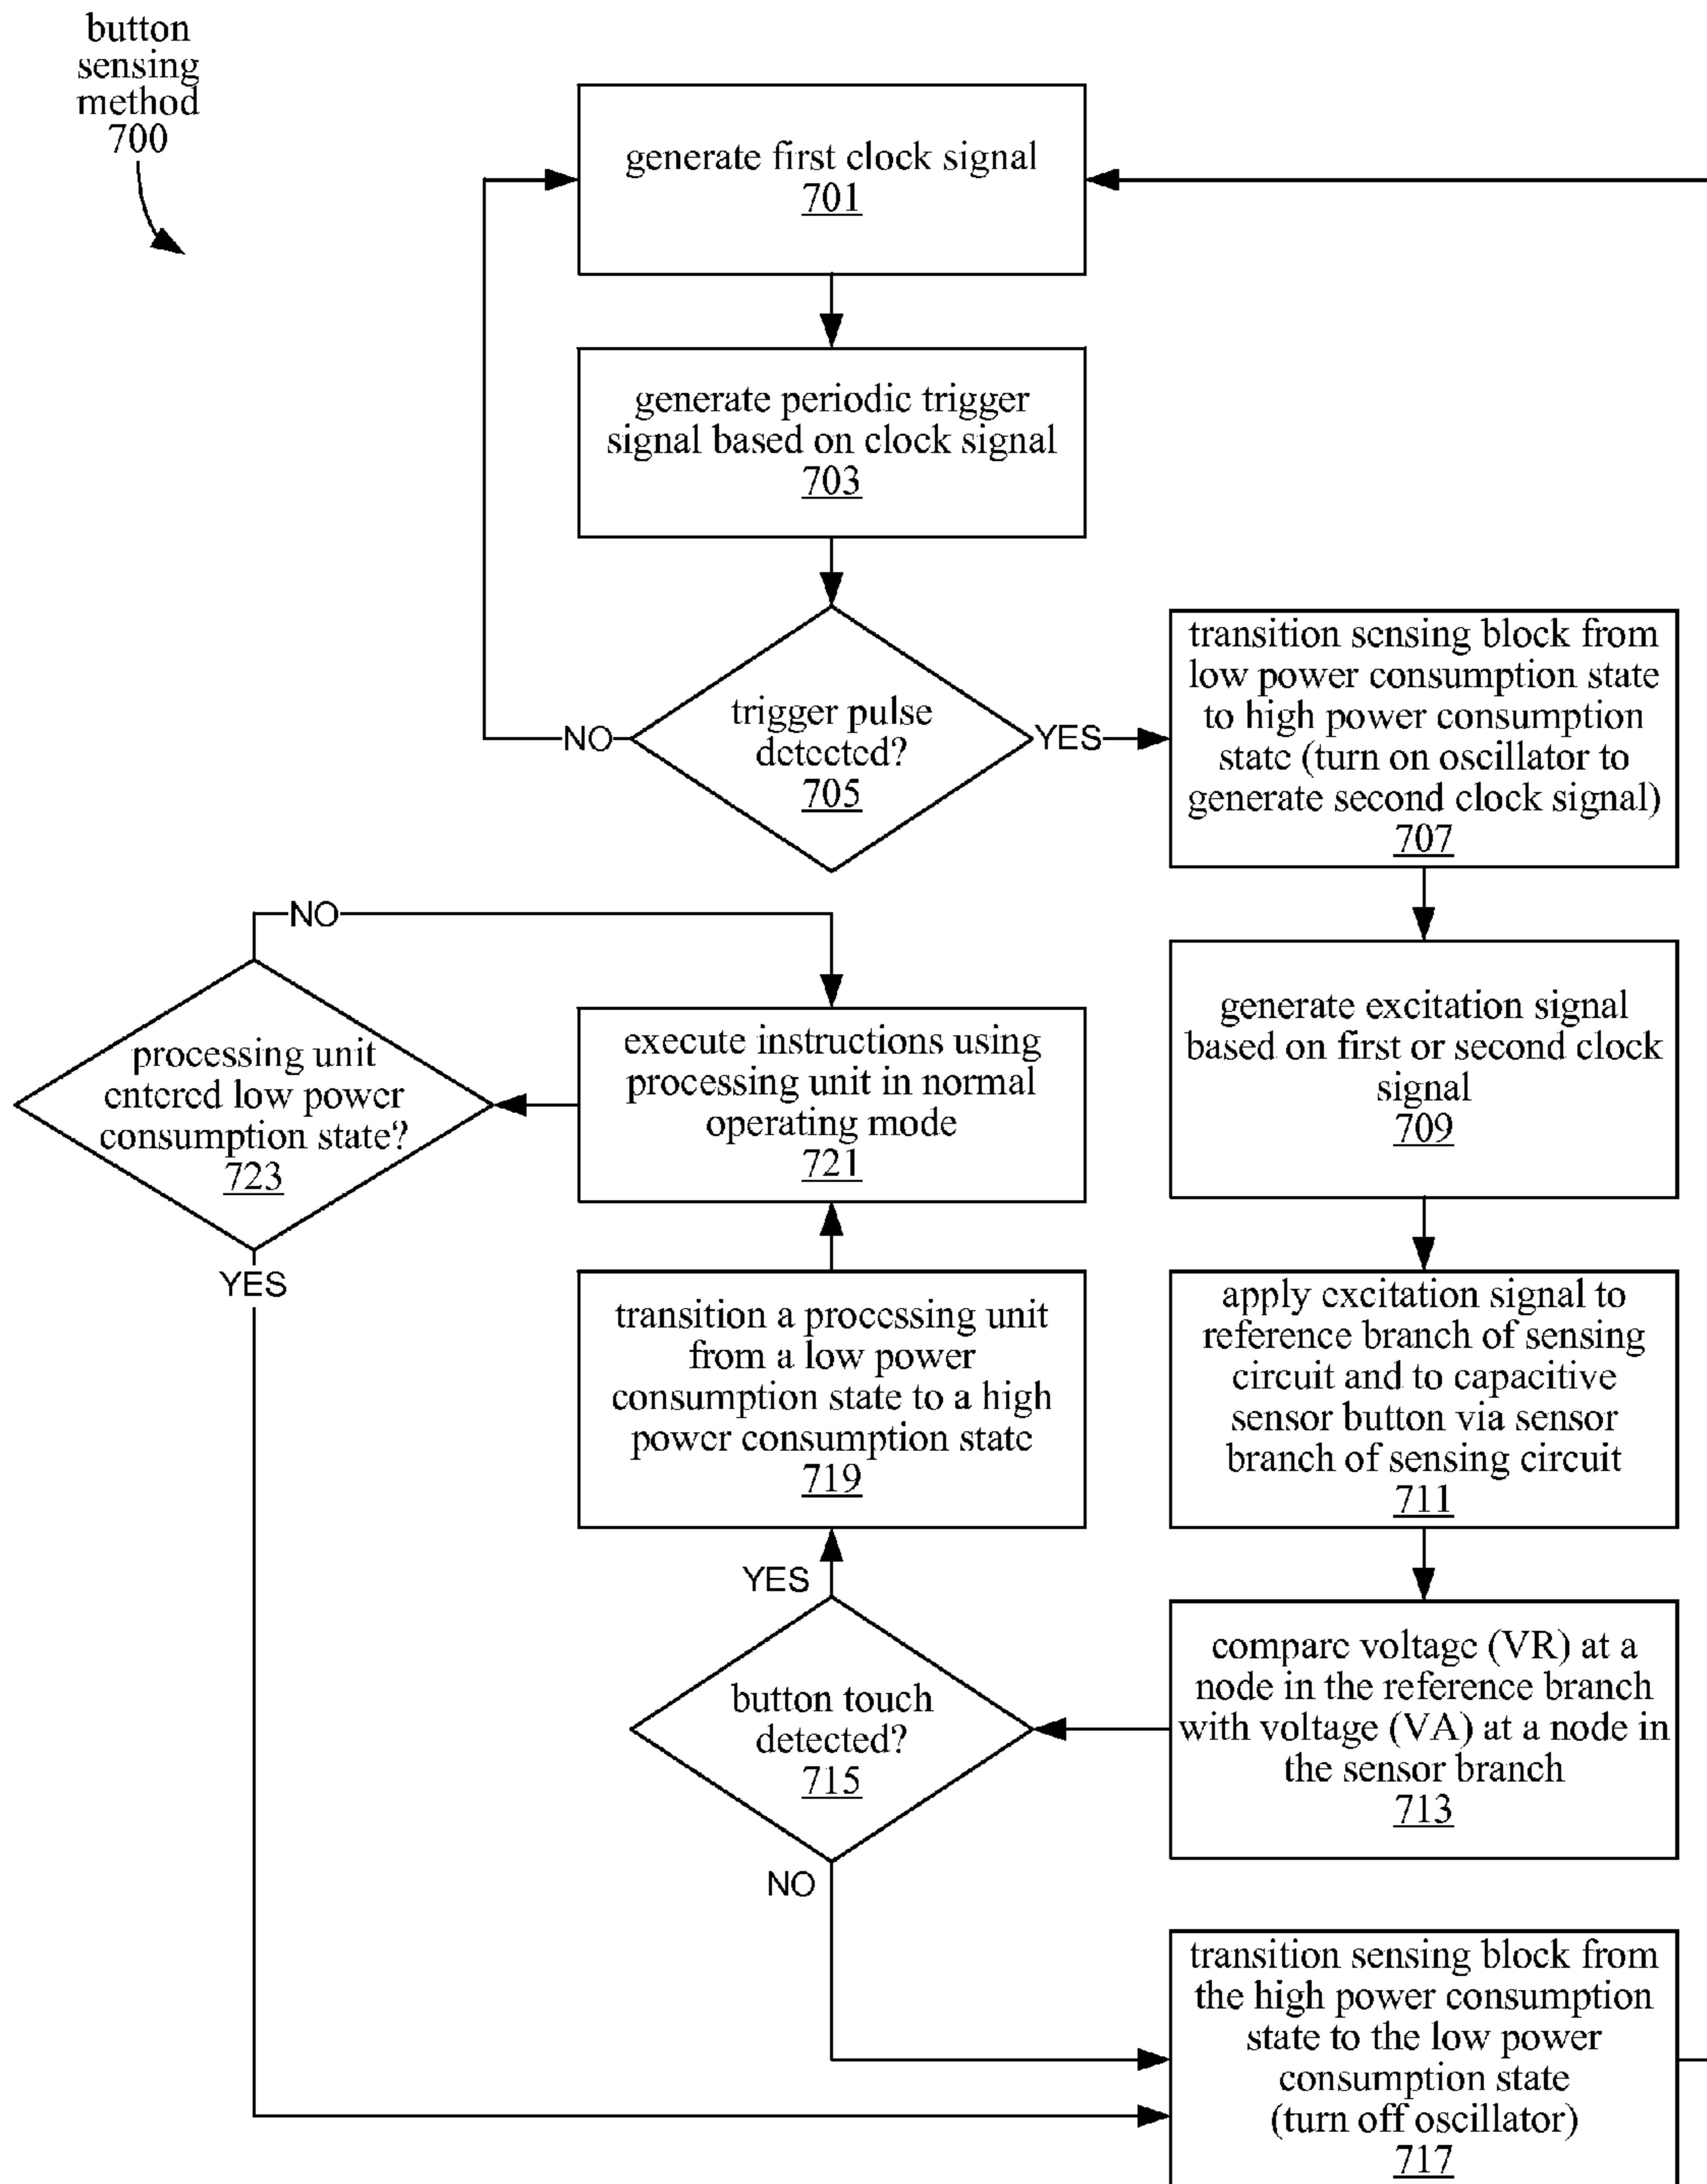 button
sensing
method
700
generate first clock signal
701
generate periodic trigger
signal based on clock signal
703
trigger pulse
detected?
705
NO
YES
transition sensing block from
low power consumption state
to high power consumption
state (turn on oscillator to
generate second clock signal)
707
generate excitation signal
based on first or second clock
signal
709
apply excitation signal to
reference branch of sensing
circuit and to capacitive
sensor button via sensor
branch of sensing circuit
711
compare voltage (VR) at a
node in the reference branch
with voltage (VA) at a node in
the sensor branch
713
button touch
detected?
715
YES
NO
transition a processing unit
from a low power
consumption state to a high
power consumption state
719
execute instructions using
processing unit in normal
operating mode
721
processing unit
entered low power
consumption state?
723
NO
YES
transition sensing block from
the high power consumption
state to the low power
consumption state
(turn off oscillator)
717